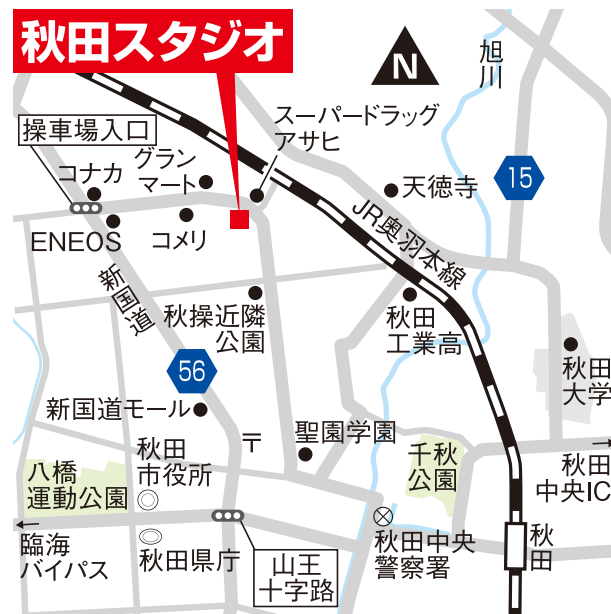 秋田スタジオ
N
旭川
スーパードラッグ
アサヒ
操車場入口
グラン
マート
コナカ
天徳寺
15
ENEOS
コメリ
JR奥羽本線
新国道
秋操近隣
公園
秋田
工業高
56
秋田
大学
新国道モール
〒
聖園学園
秋田
市役所
千秋
公園
八橋
運動公園
秋田
中央IC
臨海
バイパス
秋田県庁
山王
十字路
秋田中央
警察署
秋田